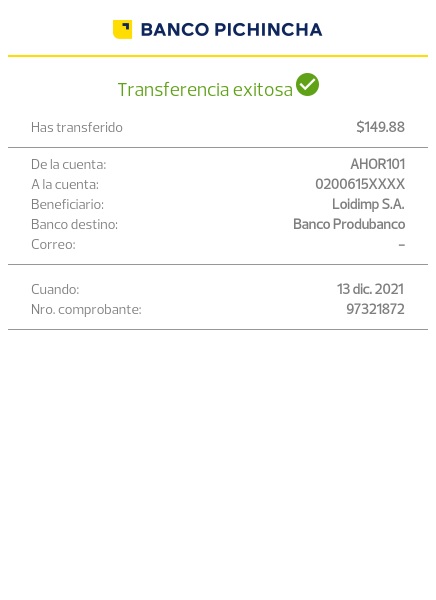 BANCO PICHINCHA
Transferencia exitosa
Has transferido $149.88
De la cuenta: AHOR101
A la cuenta: 0200615XXXX
Beneficiario: Loidimp S.A.
Banco destino: Banco Produbanco
Correo: –
Cuando: 13 dic. 2021
Nro. comprobante: 97321872